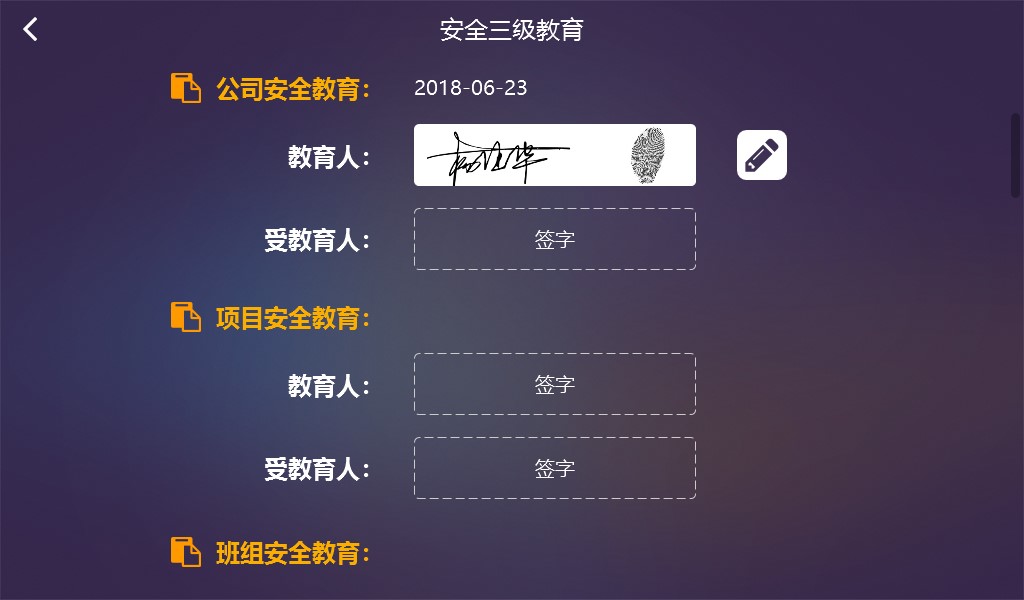 安全三级教育
公司安全教育： 2018-06-23
教育人：
受教育人： 签字
项目安全教育：
教育人： 签字
受教育人： 签字
班组安全教育：